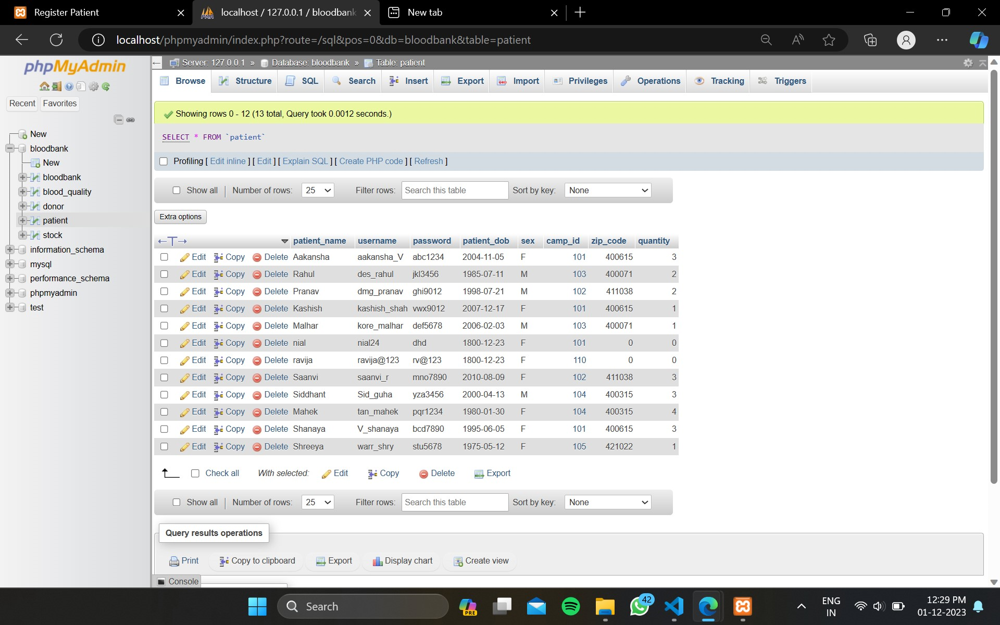 Register Patient
localhost / 127.0.0.1 / bloodbank
New tab
localhost/phpmyadmin/index.php?route=/sql&pos=0&db=bloodbank&table=patient
phpMyAdmin
Recent Favorites
New
bloodbank
New
bloodbank
blood_quality
donor
patient
stock
information_schema
mysql
performance_schema
phpmyadmin
test
Server: 127.0.0.1 » Database: bloodbank » Table: patient
Browse Structure SQL Search Insert Export Import Privileges Operations Tracking Triggers
Showing rows 0 - 12 (13 total, Query took 0.0012 seconds.)
SELECT * FROM `patient`
Profiling [ Edit inline ] [ Edit ] [ Explain SQL ] [ Create PHP code ] [ Refresh ]
Show all | Number of rows: 25 Filter rows: Search this table Sort by key: None
Extra options
←T→ patient_name username password patient_dob sex camp_id zip_code quantity
Edit Copy Delete Aakansha aakansha_V abc1234 2004-11-05 F 101 400615 3
Edit Copy Delete Rahul des_rahul jkl3456 1985-07-11 M 103 400071 2
Edit Copy Delete Pranav dmg_pranav ghi9012 1998-07-21 M 102 411038 2
Edit Copy Delete Kashish kashish_shah vwx9012 2007-12-17 F 101 400615 1
Edit Copy Delete Malhar kore_malhar def5678 2006-02-03 M 103 400071 1
Edit Copy Delete nial nial24 dhd 1800-12-23 F 101 0 0
Edit Copy Delete ravija ravija@123 rv@123 1800-12-23 F 110 0 0
Edit Copy Delete Saanvi saanvi_r mno7890 2010-08-09 F 102 411038 3
Edit Copy Delete Siddhant Sid_guha yza3456 2000-04-13 M 104 400315 3
Edit Copy Delete Mahek tan_mahek pqr1234 1980-01-30 F 104 400315 4
Edit Copy Delete Shanaya V_shanaya bcd7890 1995-06-05 F 101 400615 3
Edit Copy Delete Shreeya warr_shry stu5678 1975-05-12 F 105 421022 1
Check all With selected: Edit Copy Delete Export
Show all | Number of rows: 25 Filter rows: Search this table Sort by key: None
Query results operations
Print Copy to clipboard Export Display chart Create view
Console
Search
PRE
42
ENG
IN
12:29 PM
01-12-2023